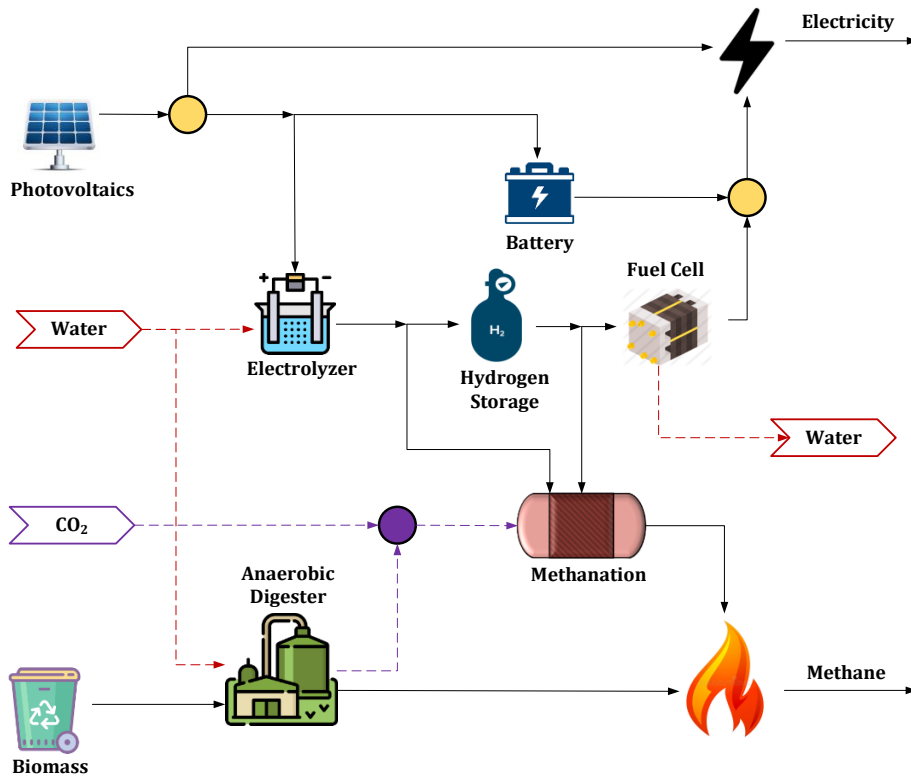 Electricity
Photovoltaics
Battery
Fuel Cell
+ −
Water
H₂
Electrolyzer
Hydrogen
Storage
Water
CO₂
Methanation
Anaerobic
Digester
Methane
Biomass